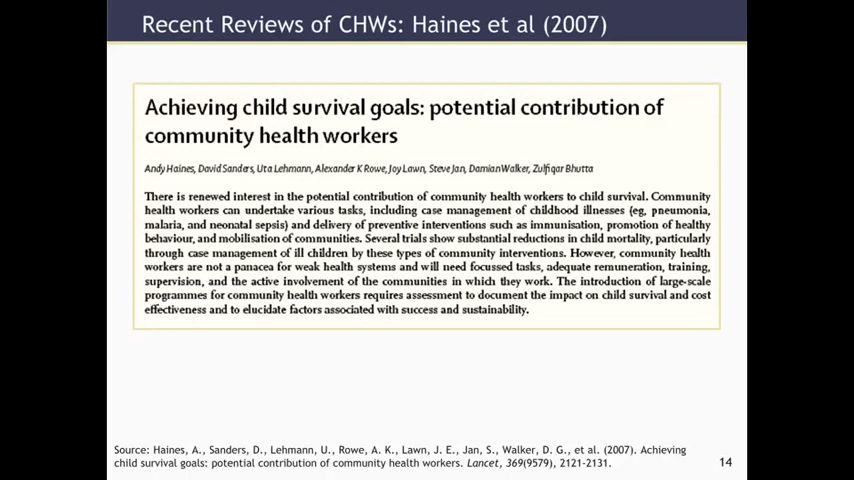 Recent Reviews of CHWs: Haines et al (2007)
Achieving child survival goals: potential contribution of
community health workers
Andy Haines, David Sanders, Uta Lehmann, Alexander K Rowe, Joy Lawn, Steve Jan, Damian Walker, Zulfiqar Bhutta
There is renewed interest in the potential contribution of community health workers to child survival. Community
health workers can undertake various tasks, including case management of childhood illnesses (eg, pneumonia,
malaria, and neonatal sepsis) and delivery of preventive interventions such as immunisation, promotion of healthy
behaviour, and mobilisation of communities. Several trials show substantial reductions in child mortality, particularly
through case management of ill children by these types of community interventions. However, community health
workers are not a panacea for weak health systems and will need focussed tasks, adequate remuneration, training,
supervision, and the active involvement of the communities in which they work. The introduction of large-scale
programmes for community health workers requires assessment to document the impact on child survival and cost
effectiveness and to elucidate factors associated with success and sustainability.
Source: Haines, A., Sanders, D., Lehmann, U., Rowe, A. K., Lawn, J. E., Jan, S., Walker, D. G., et al. (2007). Achieving
child survival goals: potential contribution of community health workers. Lancet, 369(9579), 2121-2131.
14